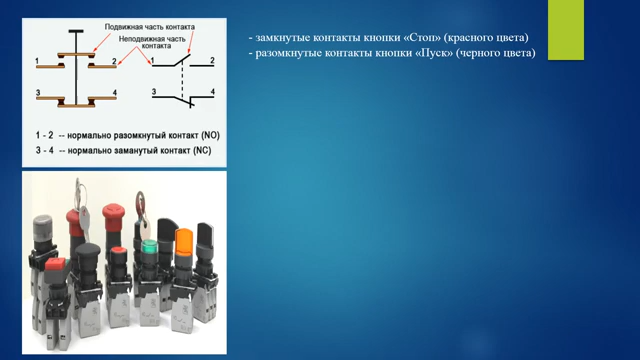 Подвижная часть контакта
Неподвижная часть
контакта
1 2 1 2
3 4 3 4
1 - 2 -- нормально разомкнутый контакт (NO)
3 - 4 -- нормально заманутый контакт (NC)
- замкнутые контакты кнопки «Стоп» (красного цвета)
- разомкнутые контакты кнопки «Пуск» (черного цвета)